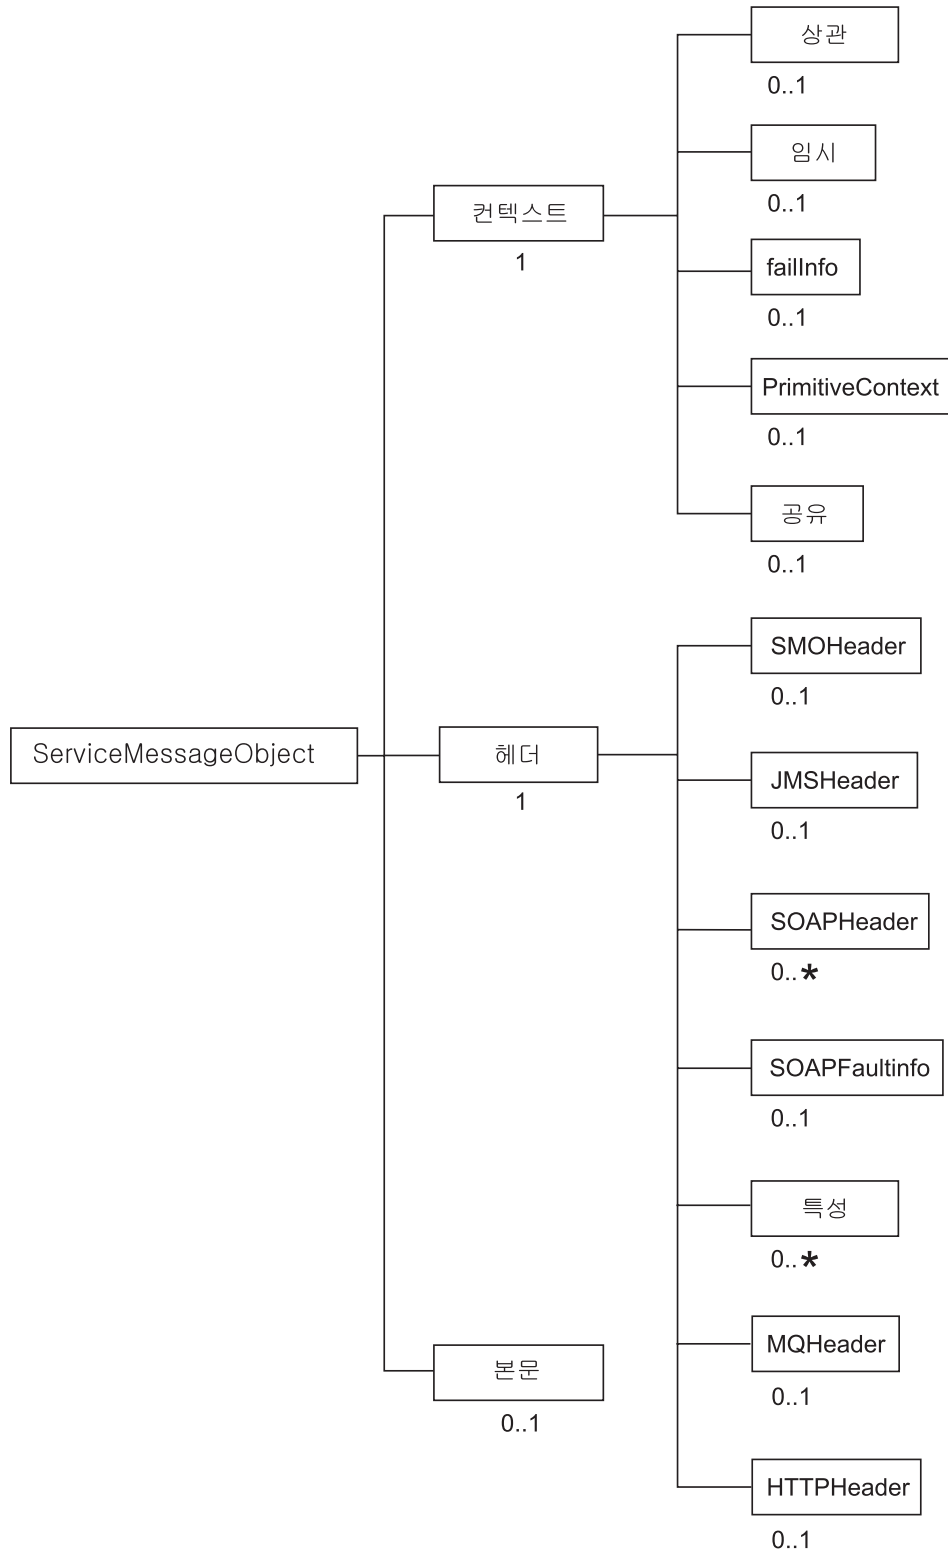 상관
0..1
임시
0..1
컨텍스트
1
failInfo
0..1
PrimitiveContext
0..1
공유
0..1
ServiceMessageObject
헤더
1
SMOHeader
0..1
JMSHeader
0..1
SOAPHeader
0..*
SOAPFaultinfo
0..1
특성
0..*
MQHeader
0..1
HTTPHeader
0..1
본문
0..1